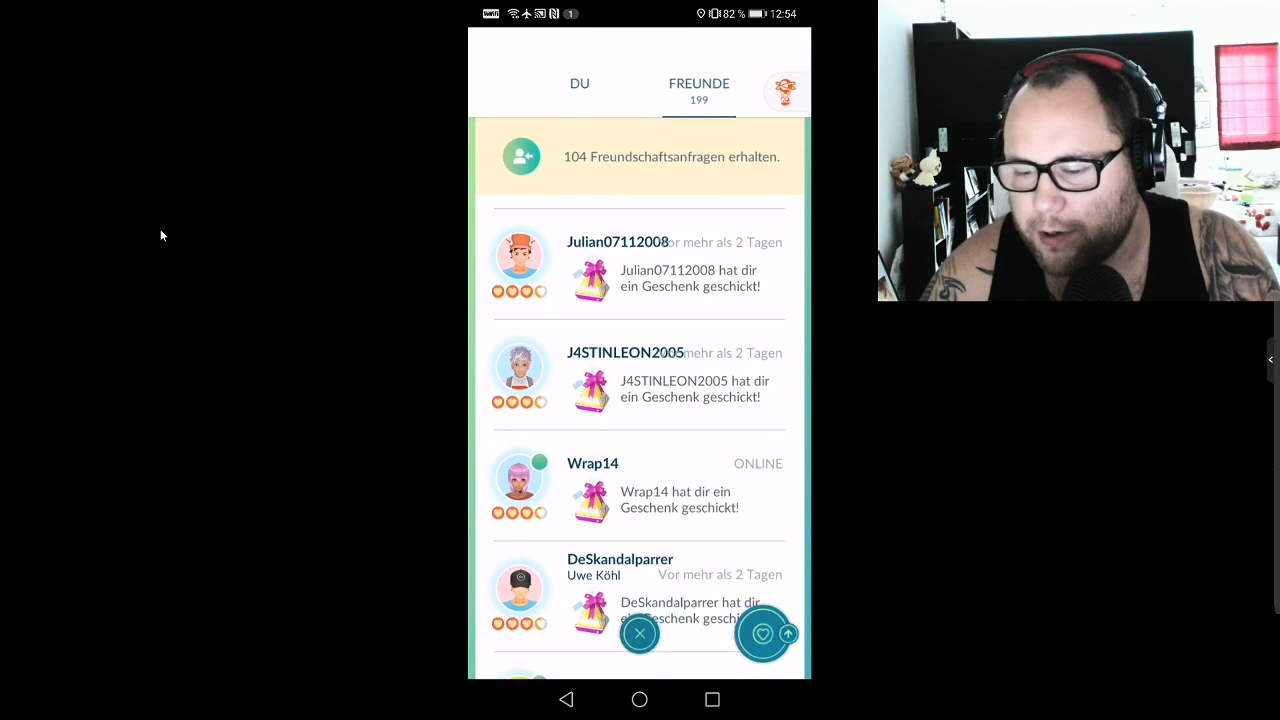 VoWiFi
1
82 %
12:54
DU
FREUNDE
199
104 Freundschaftsanfragen erhalten.
Julian07112008
Vor mehr als 2 Tagen
Julian07112008 hat dir
ein Geschenk geschickt!
J4STINLEON2005
Vor mehr als 2 Tagen
J4STINLEON2005 hat dir
ein Geschenk geschickt!
Wrap14
ONLINE
Wrap14 hat dir ein
Geschenk geschickt!
DeSkandalparrer
Uwe Köhl
Vor mehr als 2 Tagen
DeSkandalparrer hat dir